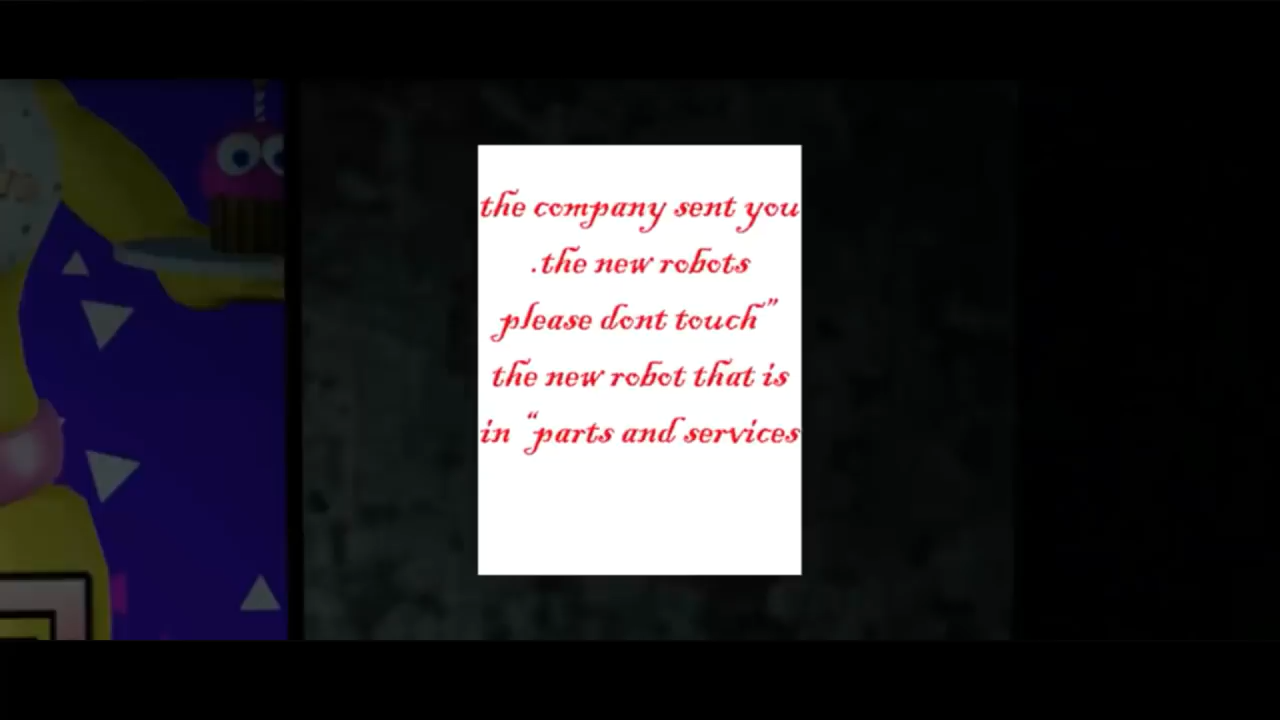 the company sent you
.the new robots
please dont touch”
the new robot that is
in “parts and services